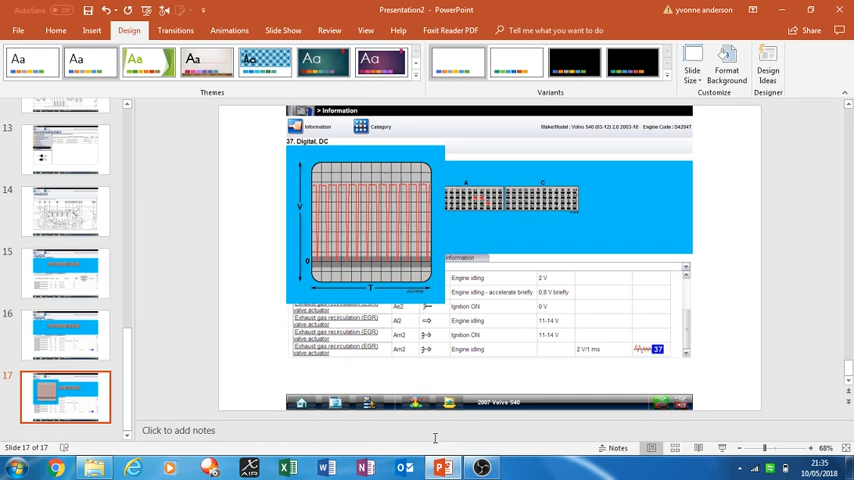 AutoSave Off
Presentation2 - PowerPoint
yvonne anderson
File Home Insert Design Transitions Animations Slide Show Review View Help Foxit Reader PDF Tell me what you want to do Share
Aa Aa Aa Aa Aa Aa Aa
Slide Size Format Background Design Ideas
Themes Variants Customize Designer
13
14
15
16
17
> Information
Information Category Make/Model : Volvo S40 (03-12) 2,0 2003-10 Engine Code : D4204T
37. Digital, DC
A C
V
0
T
Information
Engine idling 2 V
Engine idling - accelerate briefly 0,8 V briefly
Exhaust gas recirculation (EGR) valve actuator Ae2 Ignition ON 0 V
Exhaust gas recirculation (EGR) valve actuator Al2 Engine idling 11-14 V
Exhaust gas recirculation (EGR) valve actuator Am2 Ignition ON 11-14 V
Exhaust gas recirculation (EGR) valve actuator Am2 Engine idling 2 V/1 ms 37
2007 Volvo S40
Click to add notes
Slide 17 of 17 Notes 68%
21:35
10/05/2018